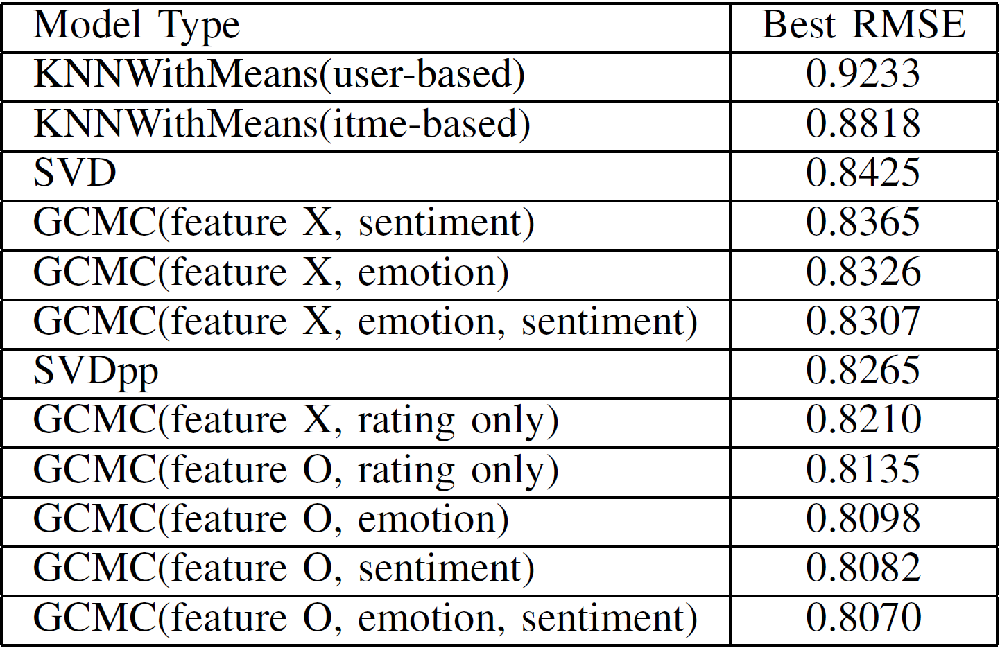 Model Type Best RMSE
KNNWithMeans(user-based) 0.9233
KNNWithMeans(itme-based) 0.8818
SVD 0.8425
GCMC(feature X, sentiment) 0.8365
GCMC(feature X, emotion) 0.8326
GCMC(feature X, emotion, sentiment) 0.8307
SVDpp 0.8265
GCMC(feature X, rating only) 0.8210
GCMC(feature O, rating only) 0.8135
GCMC(feature O, emotion) 0.8098
GCMC(feature O, sentiment) 0.8082
GCMC(feature O, emotion, sentiment) 0.8070